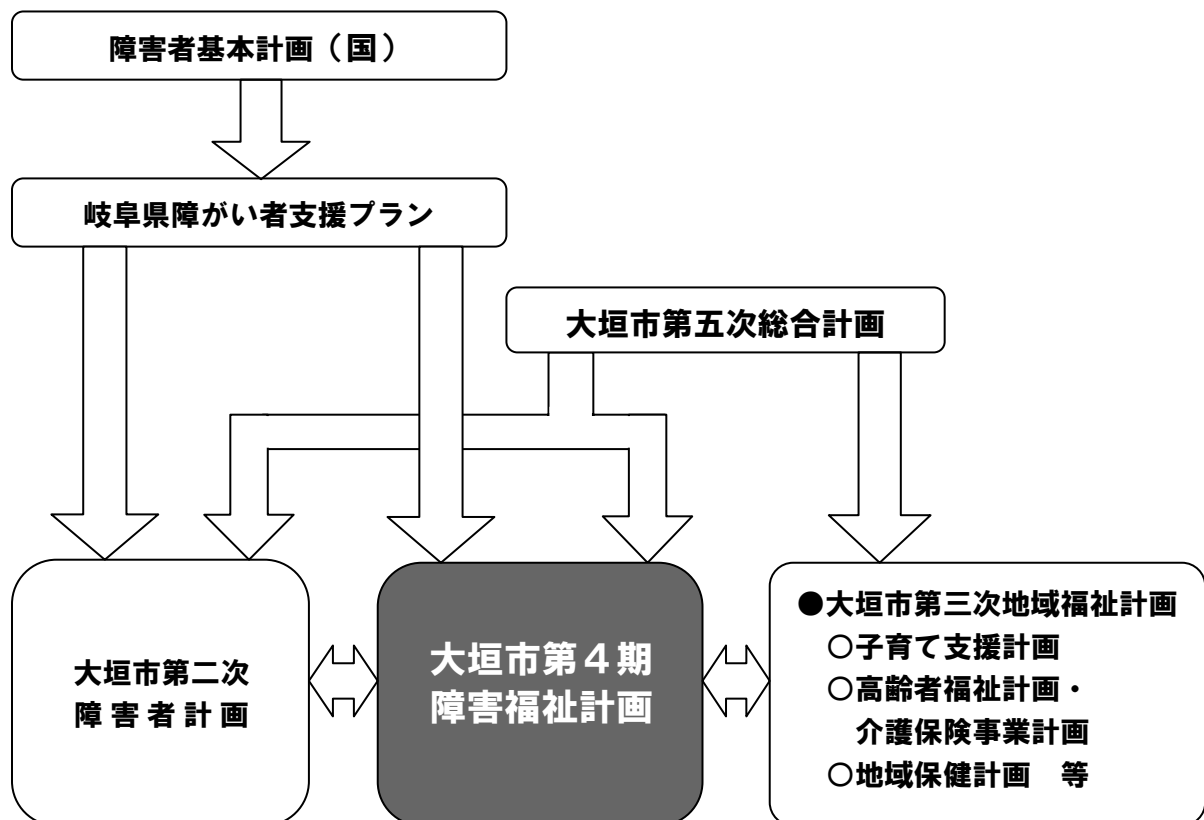 障害者基本計画（国）
岐阜県障がい者支援プラン
大垣市第五次総合計画
大垣市第二次
障害者計画
大垣市第４期
障害福祉計画
●大垣市第三次地域福祉計画
○子育て支援計画
○高齢者福祉計画・
介護保険事業計画
○地域保健計画　等